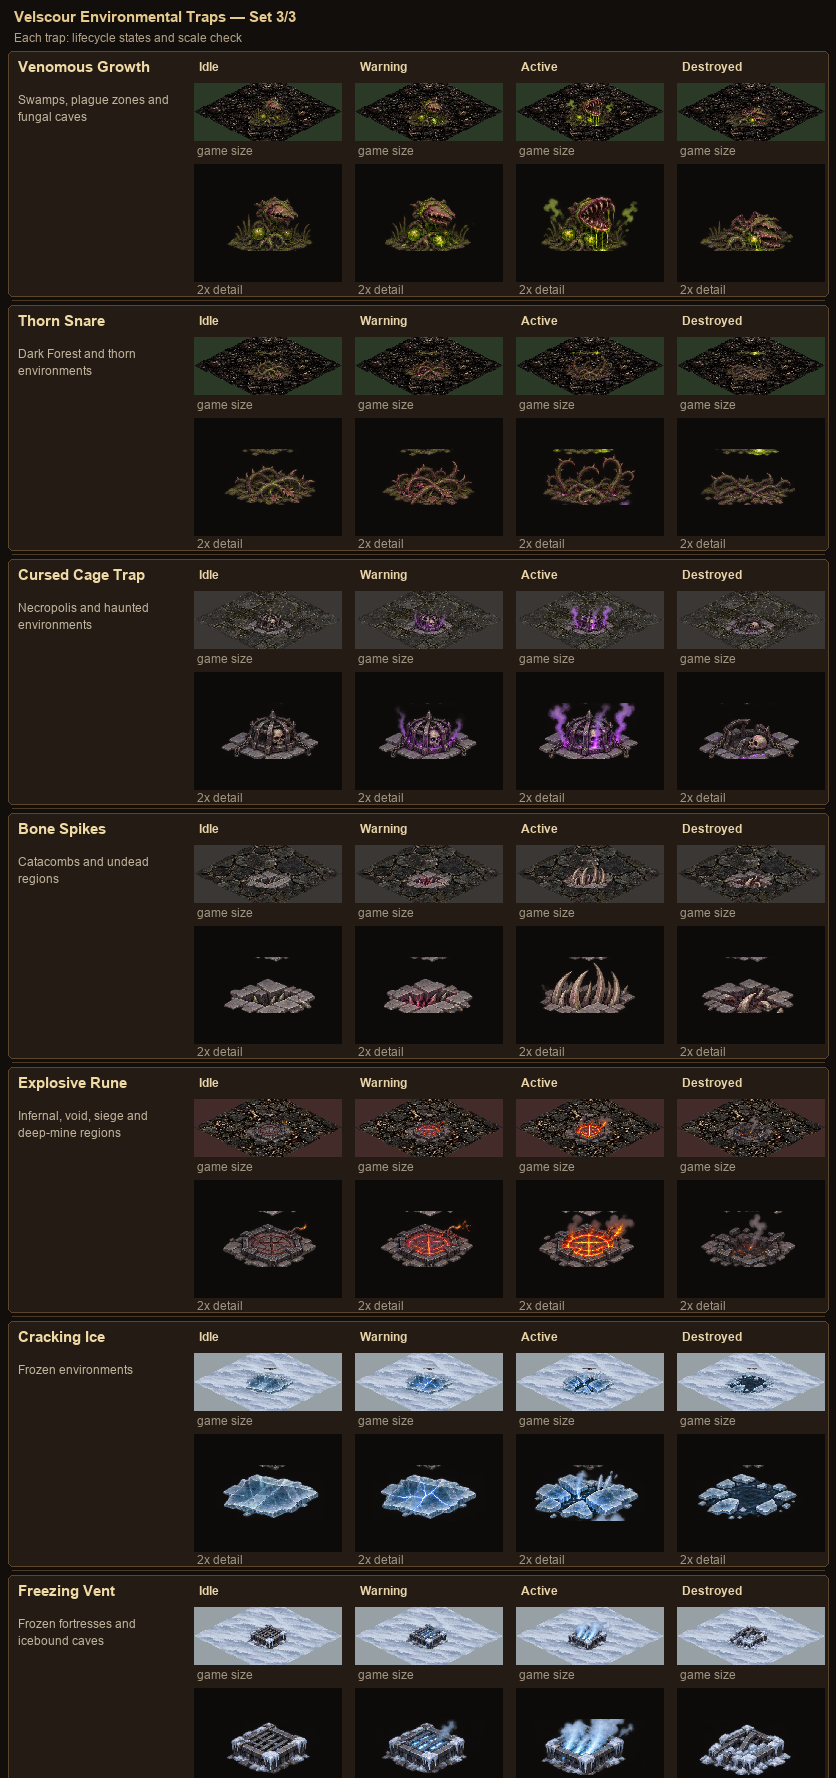 Velscour Environmental Traps — Set 3/3
Each trap: lifecycle states and scale check
Venomous Growth
Idle
Warning
Active
Destroyed
Swamps, plague zones and
fungal caves
game size
game size
game size
game size
2x detail
2x detail
2x detail
2x detail
Thorn Snare
Idle
Warning
Active
Destroyed
Dark Forest and thorn
environments
game size
game size
game size
game size
2x detail
2x detail
2x detail
2x detail
Cursed Cage Trap
Idle
Warning
Active
Destroyed
Necropolis and haunted
environments
game size
game size
game size
game size
2x detail
2x detail
2x detail
2x detail
Bone Spikes
Idle
Warning
Active
Destroyed
Catacombs and undead
regions
game size
game size
game size
game size
2x detail
2x detail
2x detail
2x detail
Explosive Rune
Idle
Warning
Active
Destroyed
Infernal, void, siege and
deep-mine regions
game size
game size
game size
game size
2x detail
2x detail
2x detail
2x detail
Cracking Ice
Idle
Warning
Active
Destroyed
Frozen environments
game size
game size
game size
game size
2x detail
2x detail
2x detail
2x detail
Freezing Vent
Idle
Warning
Active
Destroyed
Frozen fortresses and
icebound caves
game size
game size
game size
game size